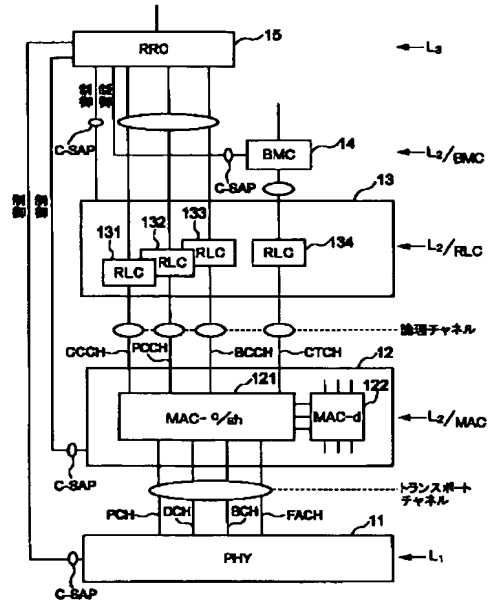 15
RRC
L3
制御
制御
C-SAP
14
BMC
L2/BMC
C-SAP
13
制御
制御
131
132
133
134
RLC
RLC
RLC
RLC
L2/RLC
論理チャネル
CCCH
PCCH
BCCH
CTCH
12
121
122
MAC-c/sh
MAC-d
L2/MAC
C-SAP
トランスポート
チャネル
PCH
DCH
BCH
FACH
11
PHY
L1
C-SAP